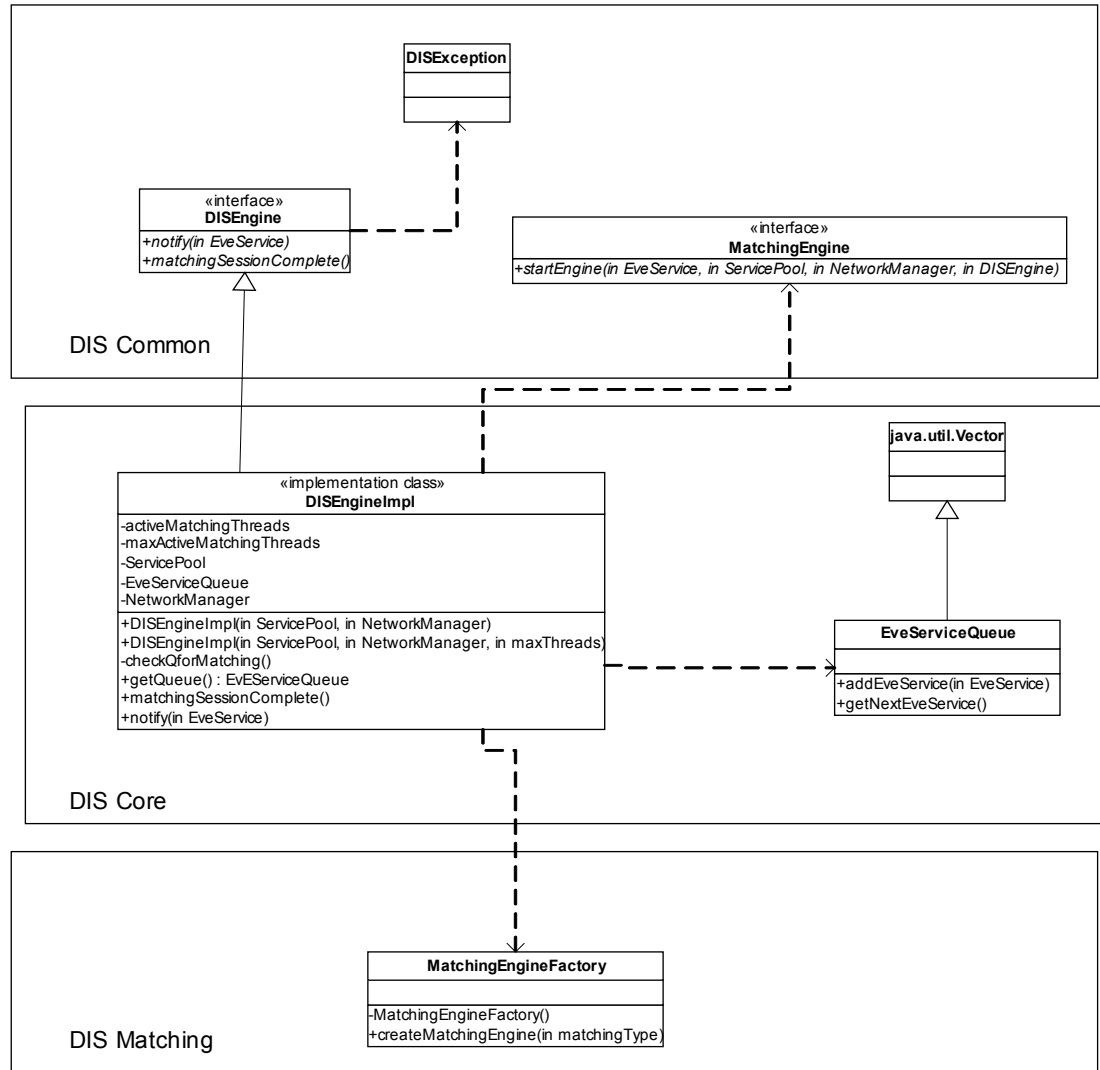 DISException
«interface»
DISEngine
+notify(in EveService)
+matchingSessionComplete()
«interface»
MatchingEngine
+startEngine(in EveService, in ServicePool, in NetworkManager, in DISEngine)
DIS Common
java.util.Vector
«implementation class»
DISEngineImpl
-activeMatchingThreads
-maxActiveMatchingThreads
-ServicePool
-EveServiceQueue
-NetworkManager
+DISEngineImpl(in ServicePool, in NetworkManager)
+DISEngineImpl(in ServicePool, in NetworkManager, in maxThreads)
-checkQforMatching()
+getQueue() : EvEServiceQueue
+matchingSessionComplete()
+notify(in EveService)
EveServiceQueue
+addEveService(in EveService)
+getNextEveService()
DIS Core
MatchingEngineFactory
-MatchingEngineFactory()
+createMatchingEngine(in matchingType)
DIS Matching